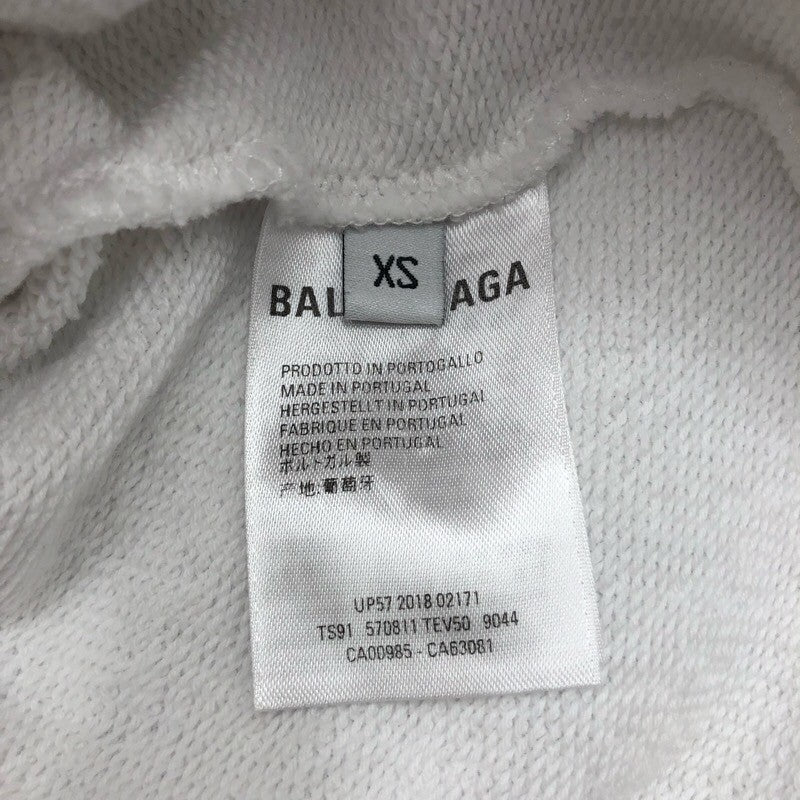 XS
BAL AGA
PRODOTTO IN PORTOGALLO
MADE IN PORTUGAL
HERGESTELLT IN PORTUGAL
FABRIQUE EN PORTUGAL
HECHO EN PORTUGAL
ポルトガル製
产地:葡萄牙
UP57 2018 02171
TS91 570811 TEV50 9044
CA00985 - CA63081